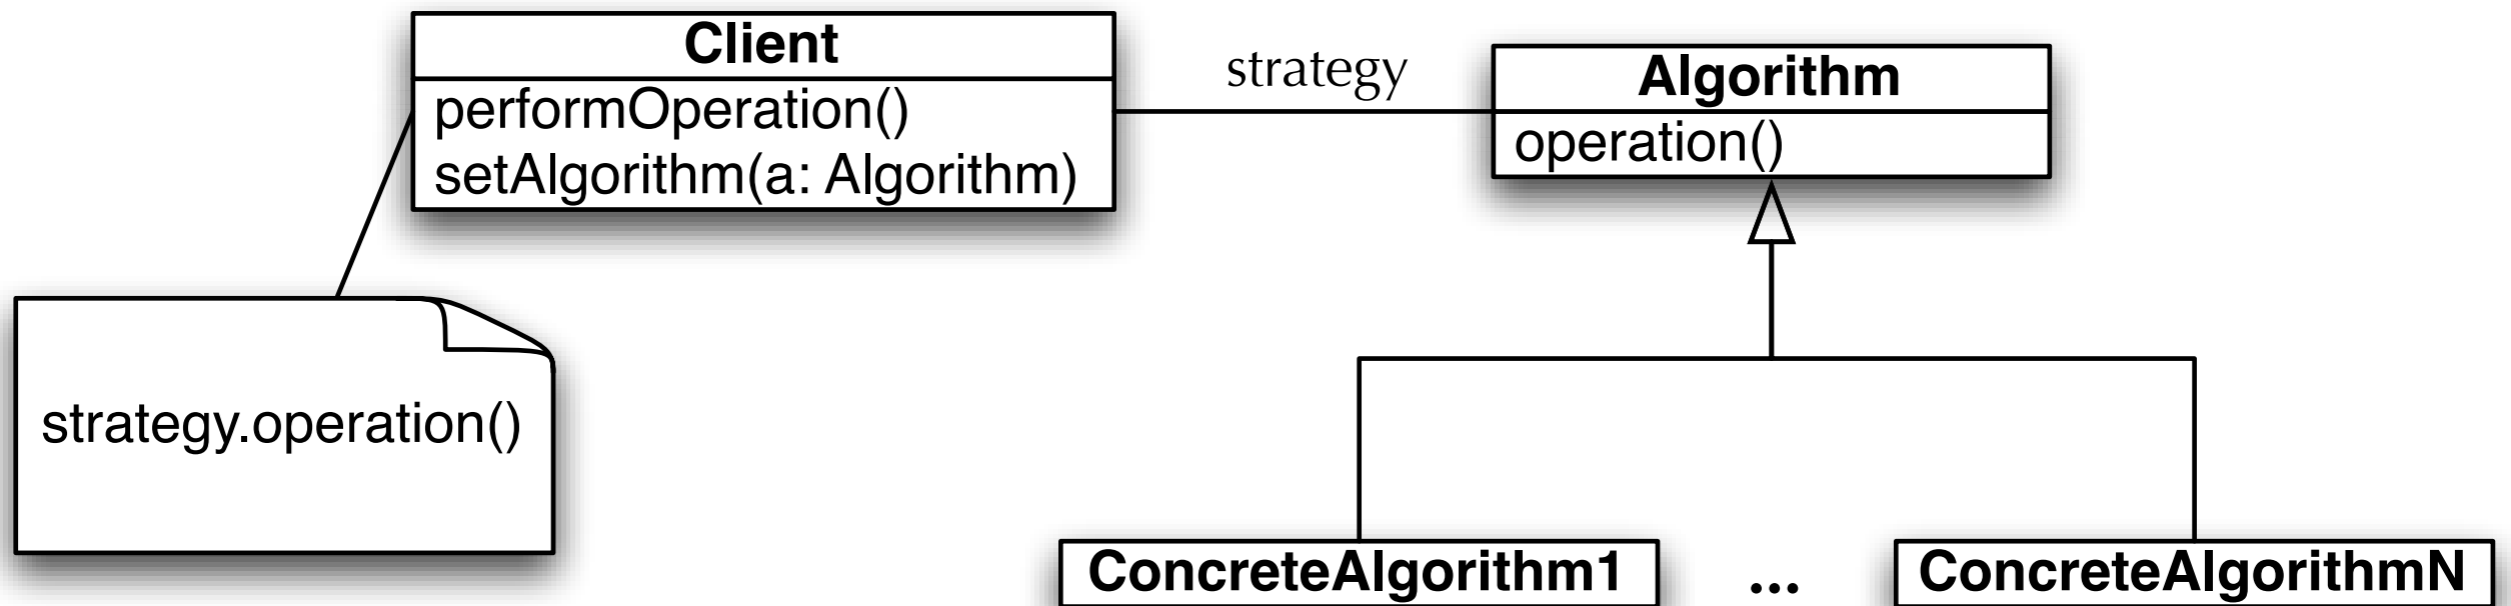 Client
performOperation()
setAlgorithm(a: Algorithm)
strategy
Algorithm
operation()
strategy.operation()
ConcreteAlgorithm1
...
ConcreteAlgorithmN